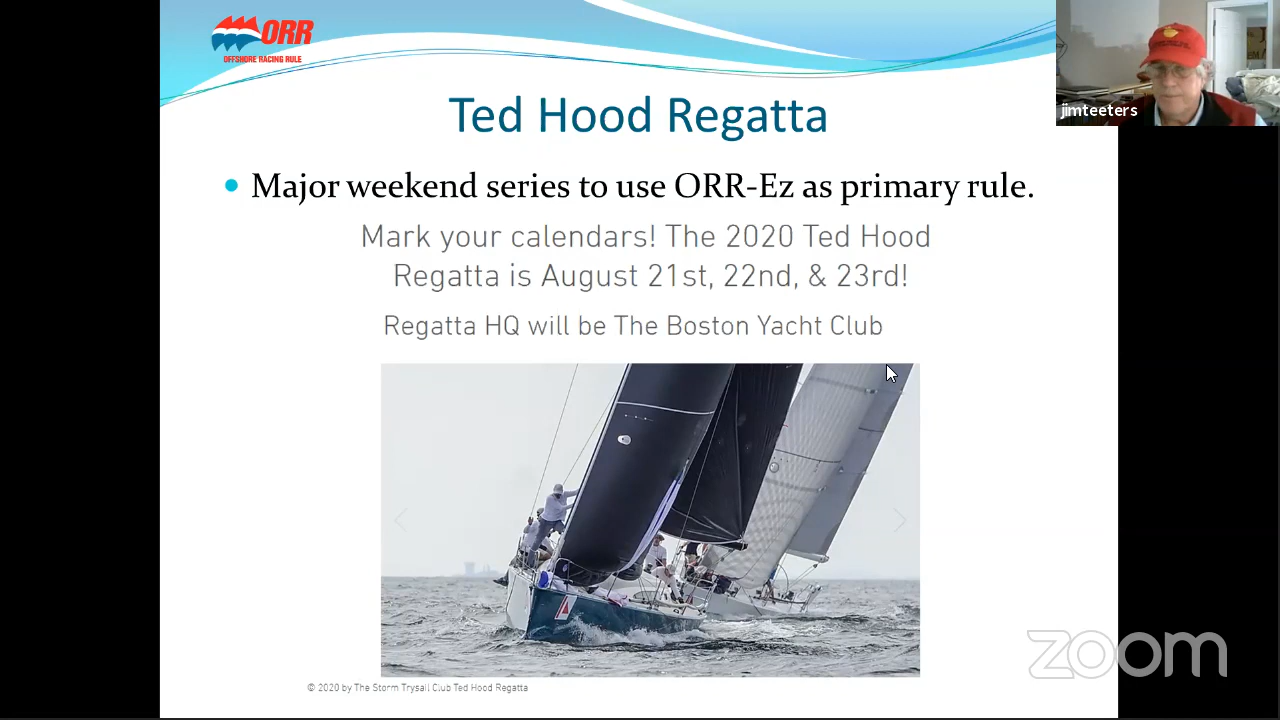 ORR
OFFSHORE RACING RULE
jimteeters
Ted Hood Regatta
Major weekend series to use ORR-Ez as primary rule.
Mark your calendars! The 2020 Ted Hood
Regatta is August 21st, 22nd, & 23rd!
Regatta HQ will be The Boston Yacht Club
© 2020 by The Storm Trysail Club Ted Hood Regatta
zoom